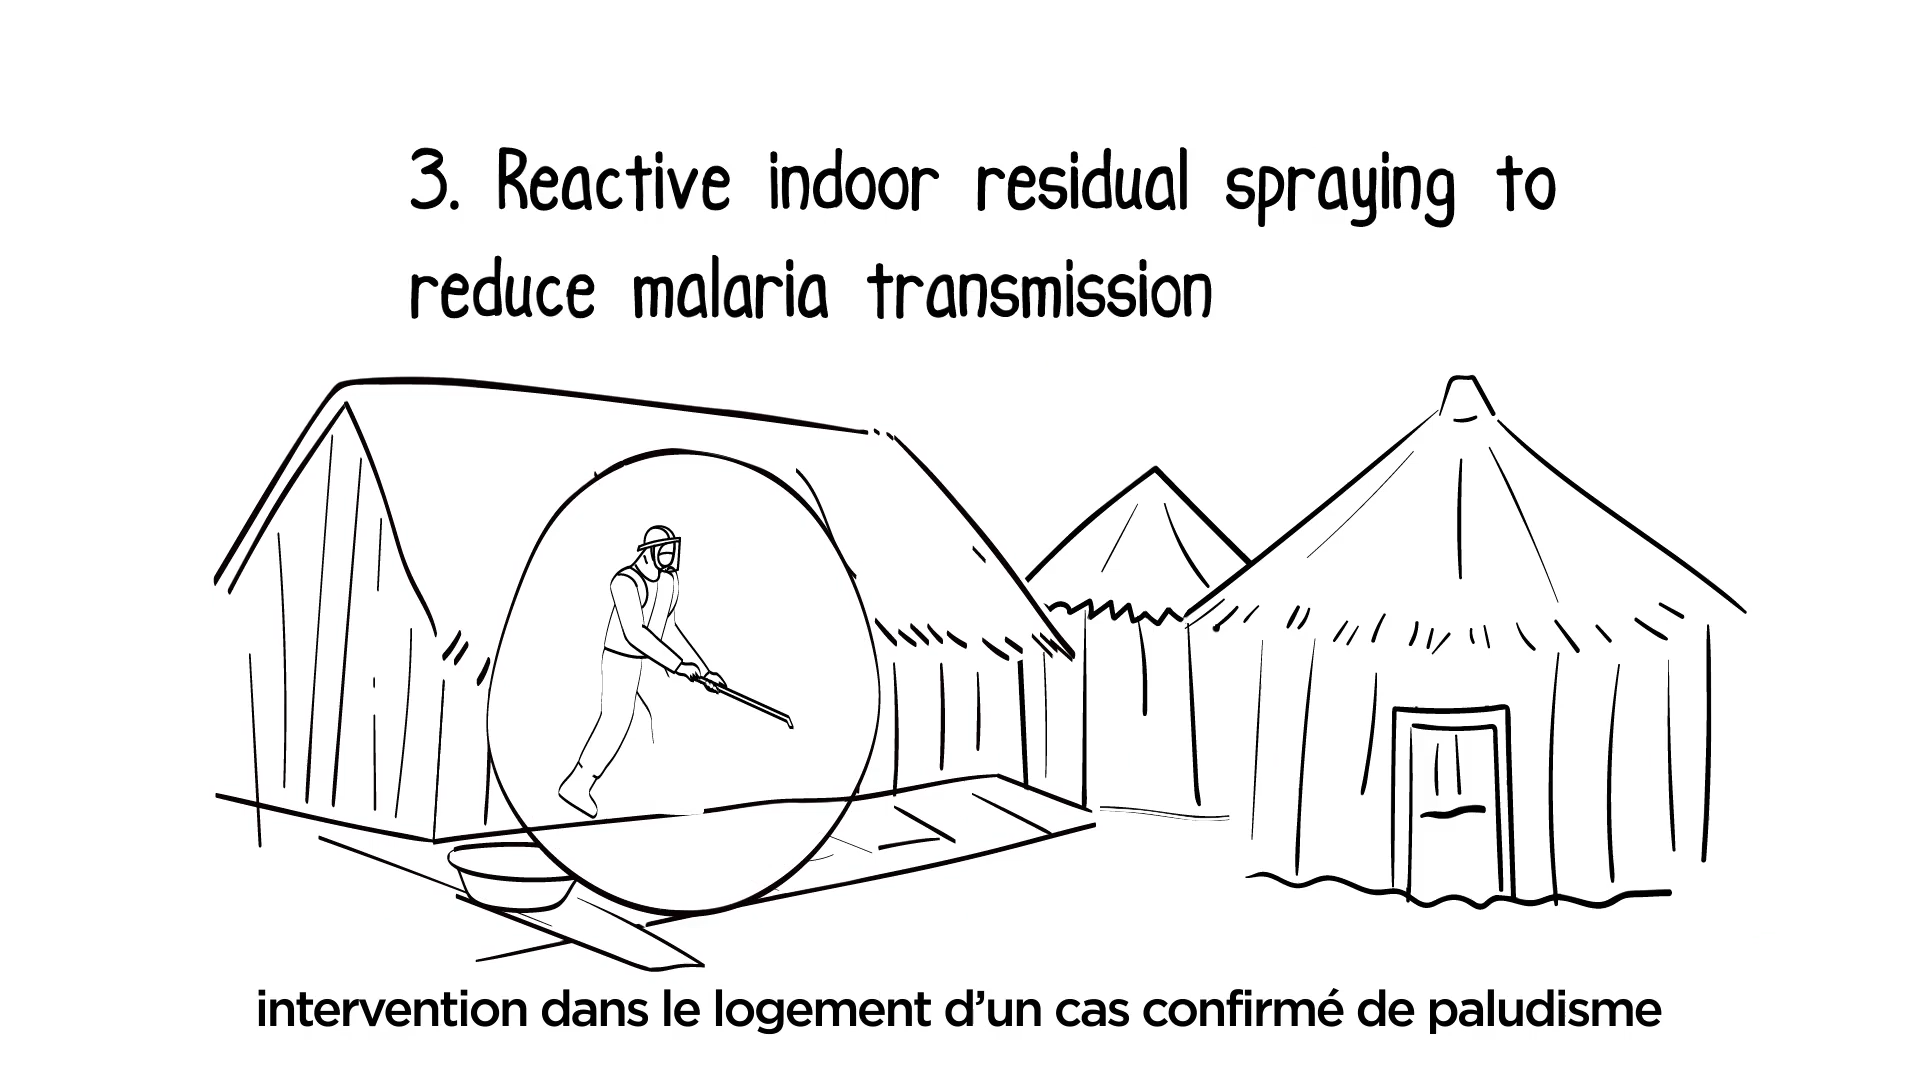 3. Reactive indoor residual spraying to
reduce malaria transmission
intervention dans le logement d’un cas confirmé de paludisme